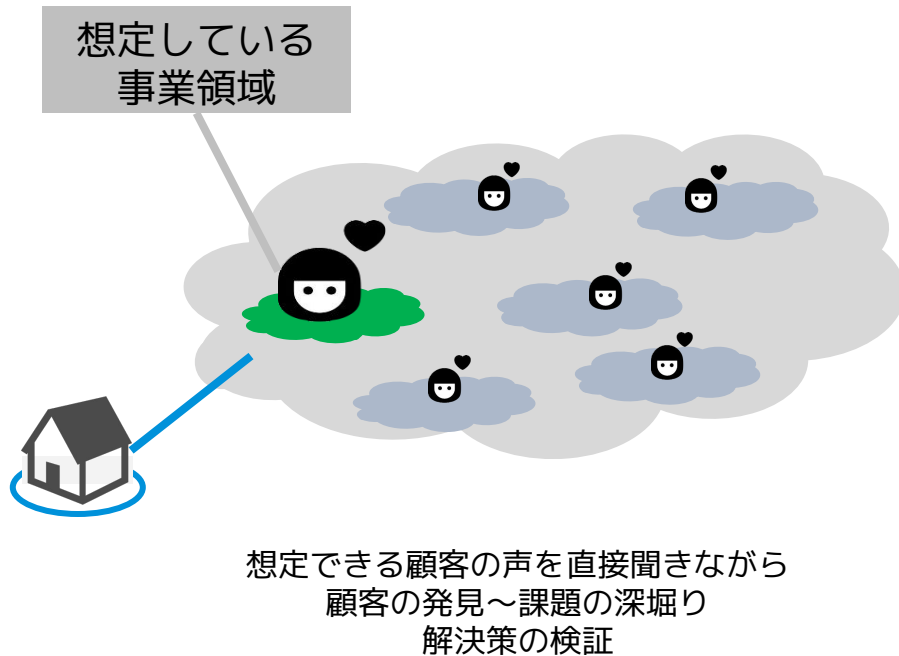 想定している
事業領域
想定できる顧客の声を直接聞きながら
顧客の発見～課題の深堀り
解決策の検証